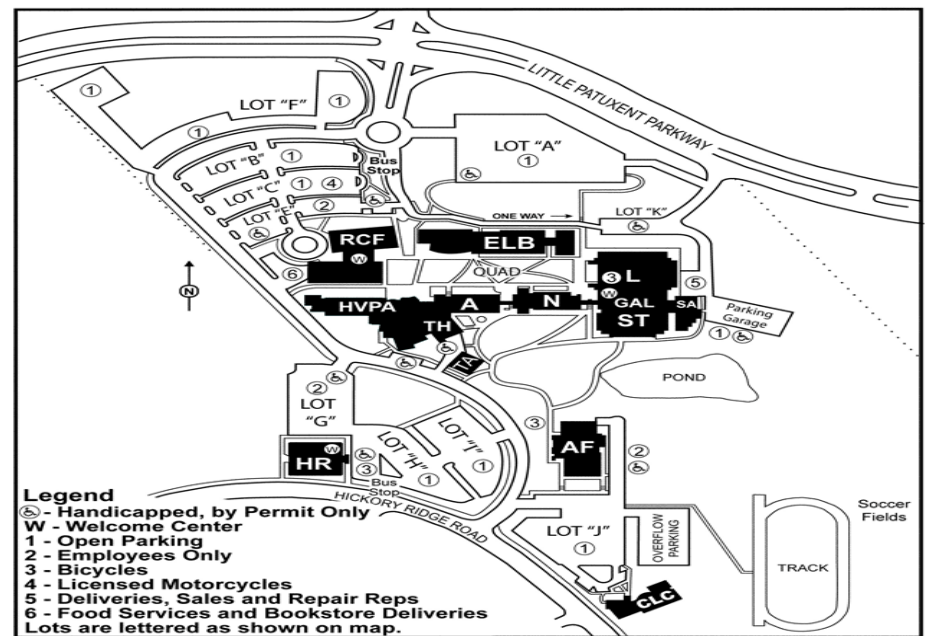 LITTLE PATUXENT PARKWAY
1
LOT "F"
1
1
LOT "A"
1
LOT "B"
1
Bus
Stop
LOT "C"
1 4
LOT "E"
2
ONE WAY
LOT "K"
RCF
W
ELB
6
QUAD
3
L
5
N
W
GAL
SA
HVPA
A
N
ST
TH
Parking
Garage
1
TA
POND
2
LOT
"G"
LOT "I"
3
AF
2
HR
W
LOT "H"
3
1
1
Bus
Stop
HICKORY RIDGE ROAD
Soccer
Fields
LOT "J"
1
OVERFLOW
PARKING
TRACK
CLC
Legend
- Handicapped, by Permit Only
W - Welcome Center
1 - Open Parking
2 - Employees Only
3 - Bicycles
4 - Licensed Motorcycles
5 - Deliveries, Sales and Repair Reps
6 - Food Services and Bookstore Deliveries
Lots are lettered as shown on map.